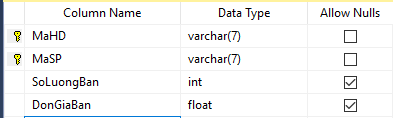 Column Name Data Type Allow Nulls
MaHD varchar(7)
MaSP varchar(7)
SoLuongBan int
DonGiaBan float